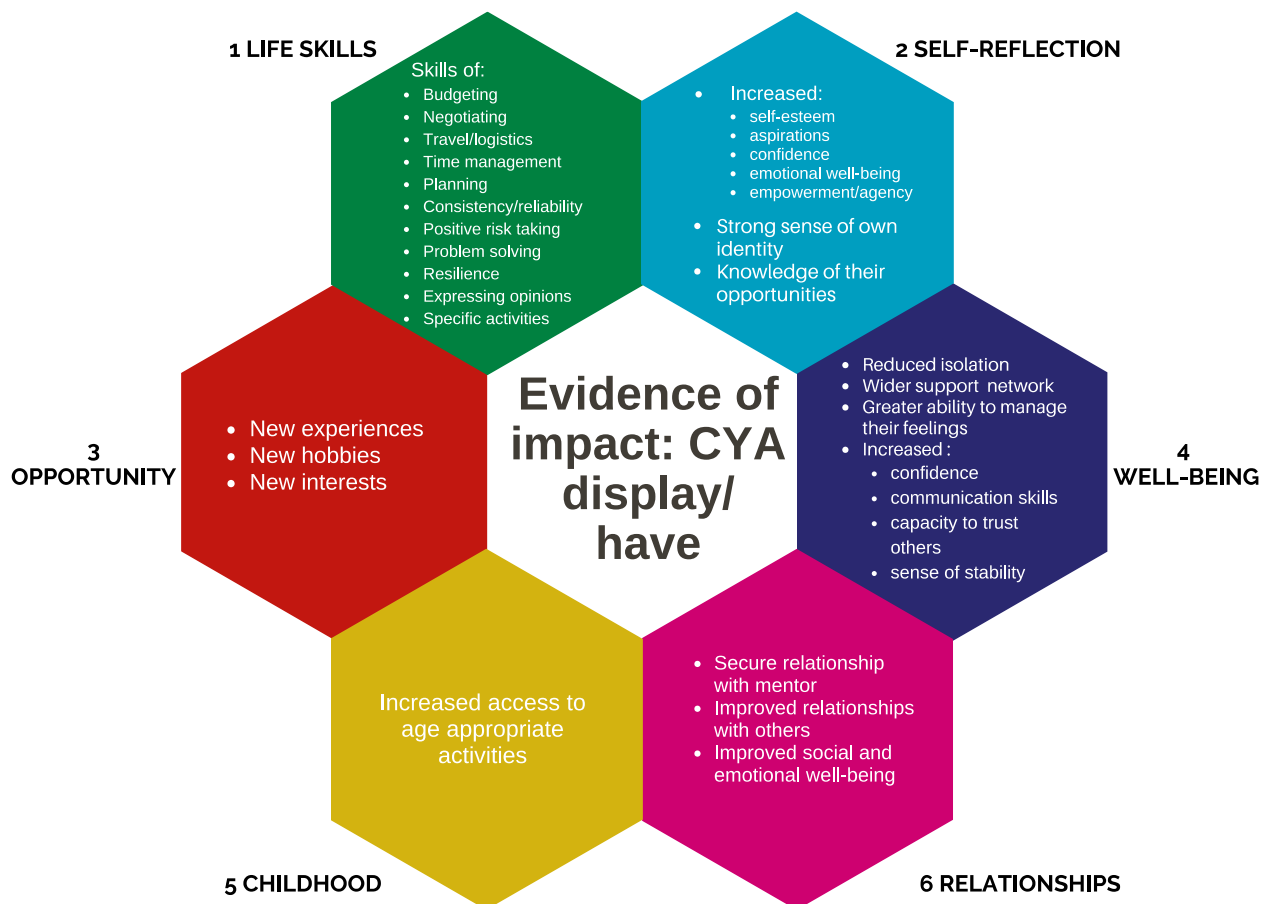 1 LIFE SKILLS
Skills of:
• Budgeting
• Negotiating
• Travel/logistics
• Time management
• Planning
• Consistency/reliability
• Positive risk taking
• Problem solving
• Resilience
• Expressing opinions
• Specific activities
2 SELF-REFLECTION
• Increased:
• self-esteem
• aspirations
• confidence
• emotional well-being
• empowerment/agency
• Strong sense of own
identity
• Knowledge of their
opportunities
3
OPPORTUNITY
• New experiences
• New hobbies
• New interests
Evidence of
impact: CYA
display/
have
• Reduced isolation
• Wider support network
• Greater ability to manage
their feelings
• Increased :
• confidence
• communication skills
• capacity to trust
others
• sense of stability
4
WELL-BEING
Increased access to
age appropriate
activities
5 CHILDHOOD
• Secure relationship
with mentor
• Improved relationships
with others
• Improved social and
emotional well-being
6 RELATIONSHIPS